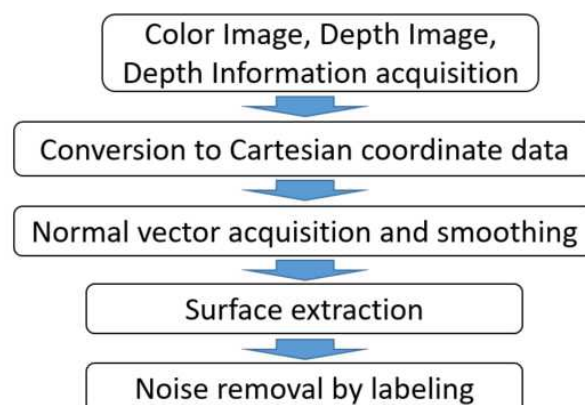 Color Image, Depth Image,
Depth Information acquisition
Conversion to Cartesian coordinate data
Normal vector acquisition and smoothing
Surface extraction
Noise removal by labeling